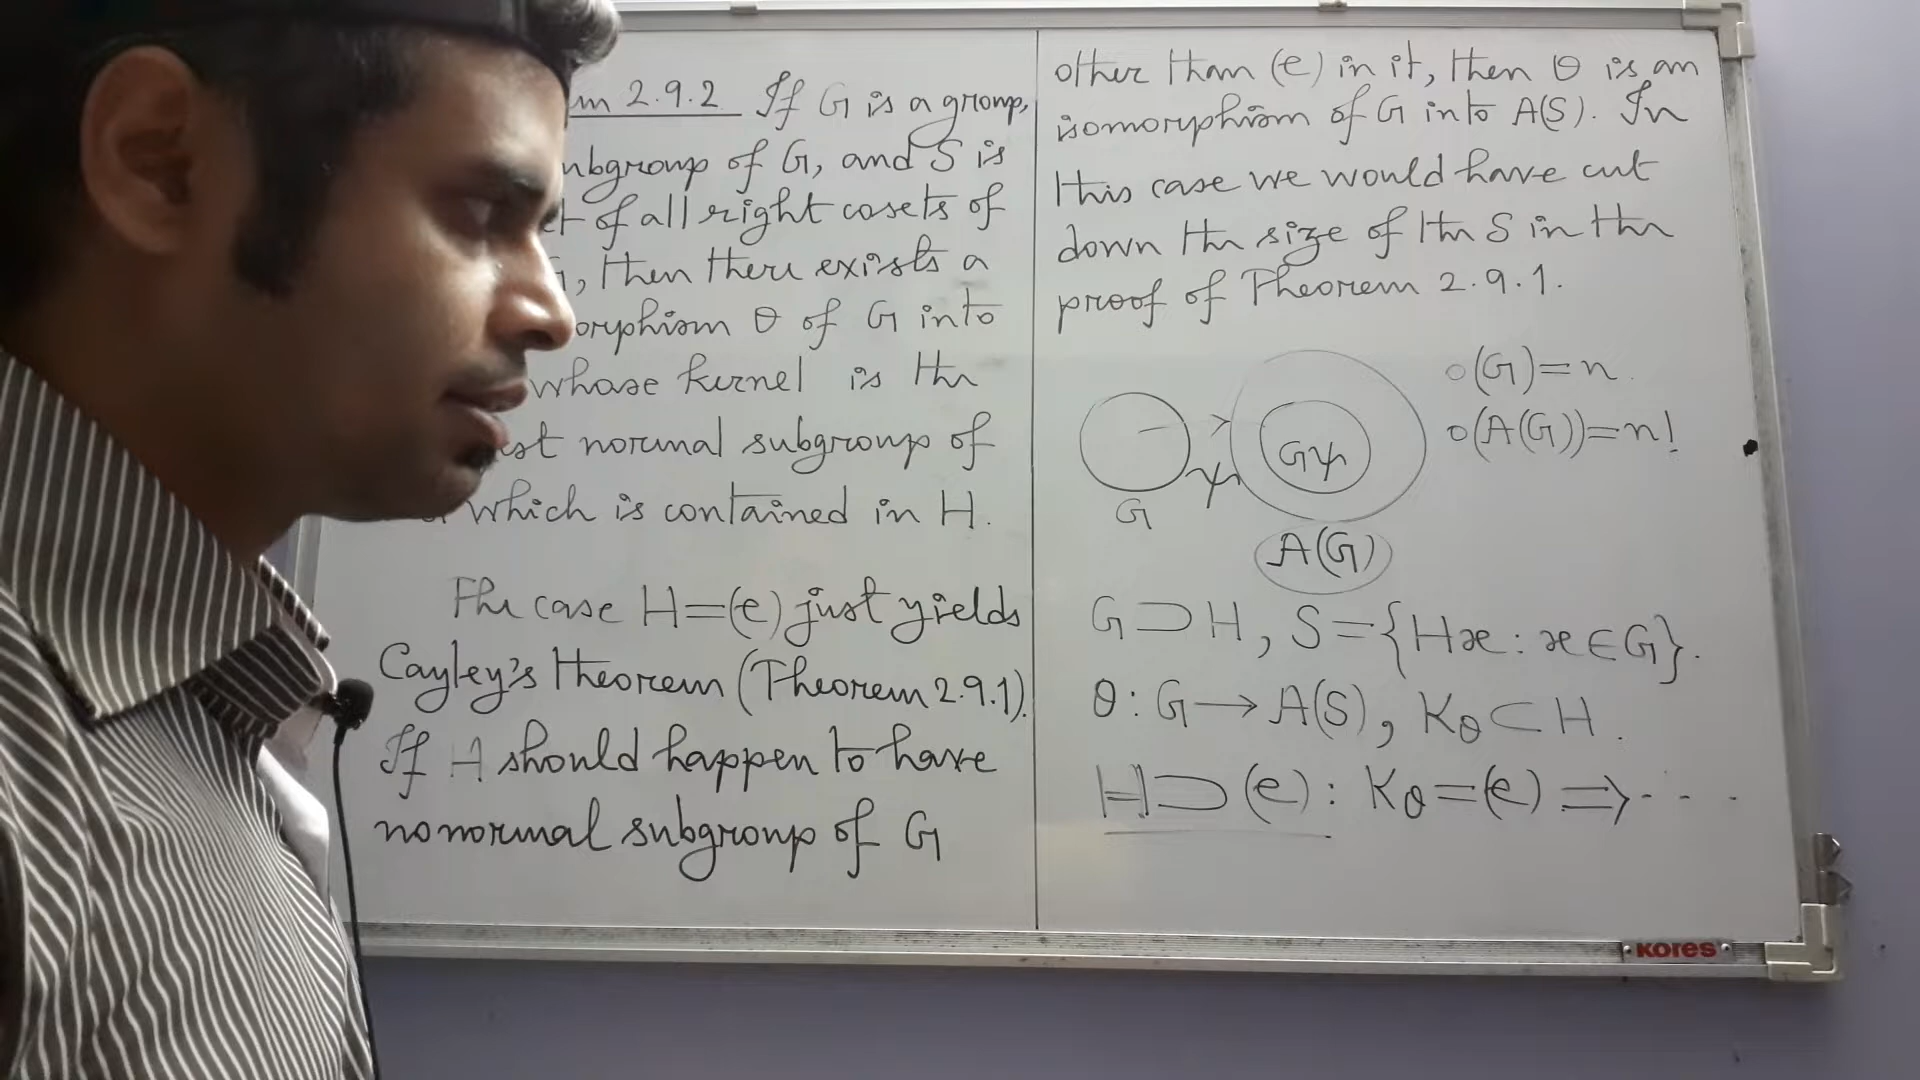 m 2.9.2 If G is a group,
ubgroup of G, and S is
t of all right cosets of
, then there exists a
orphism θ of G into
whose kernel is the
st normal subgroup of
which is contained in H.
The case H=(e) just yields
Cayley's theorem (Theorem 2.9.1).
If H should happen to have
no normal subgroup of G
other than (e) in it, then θ is an
isomorphism of G into A(S). In
this case we would have cut
down the size of the S in the
proof of Theorem 2.9.1.
o(G)=n.
o(A(G))=n!
Gψ
ψ
G
A(G)
G⊃H, S={Hx : x∈G}.
θ: G→A(S), Kθ⊂H.
H⊃(e): Kθ=(e)⇒....
KORES